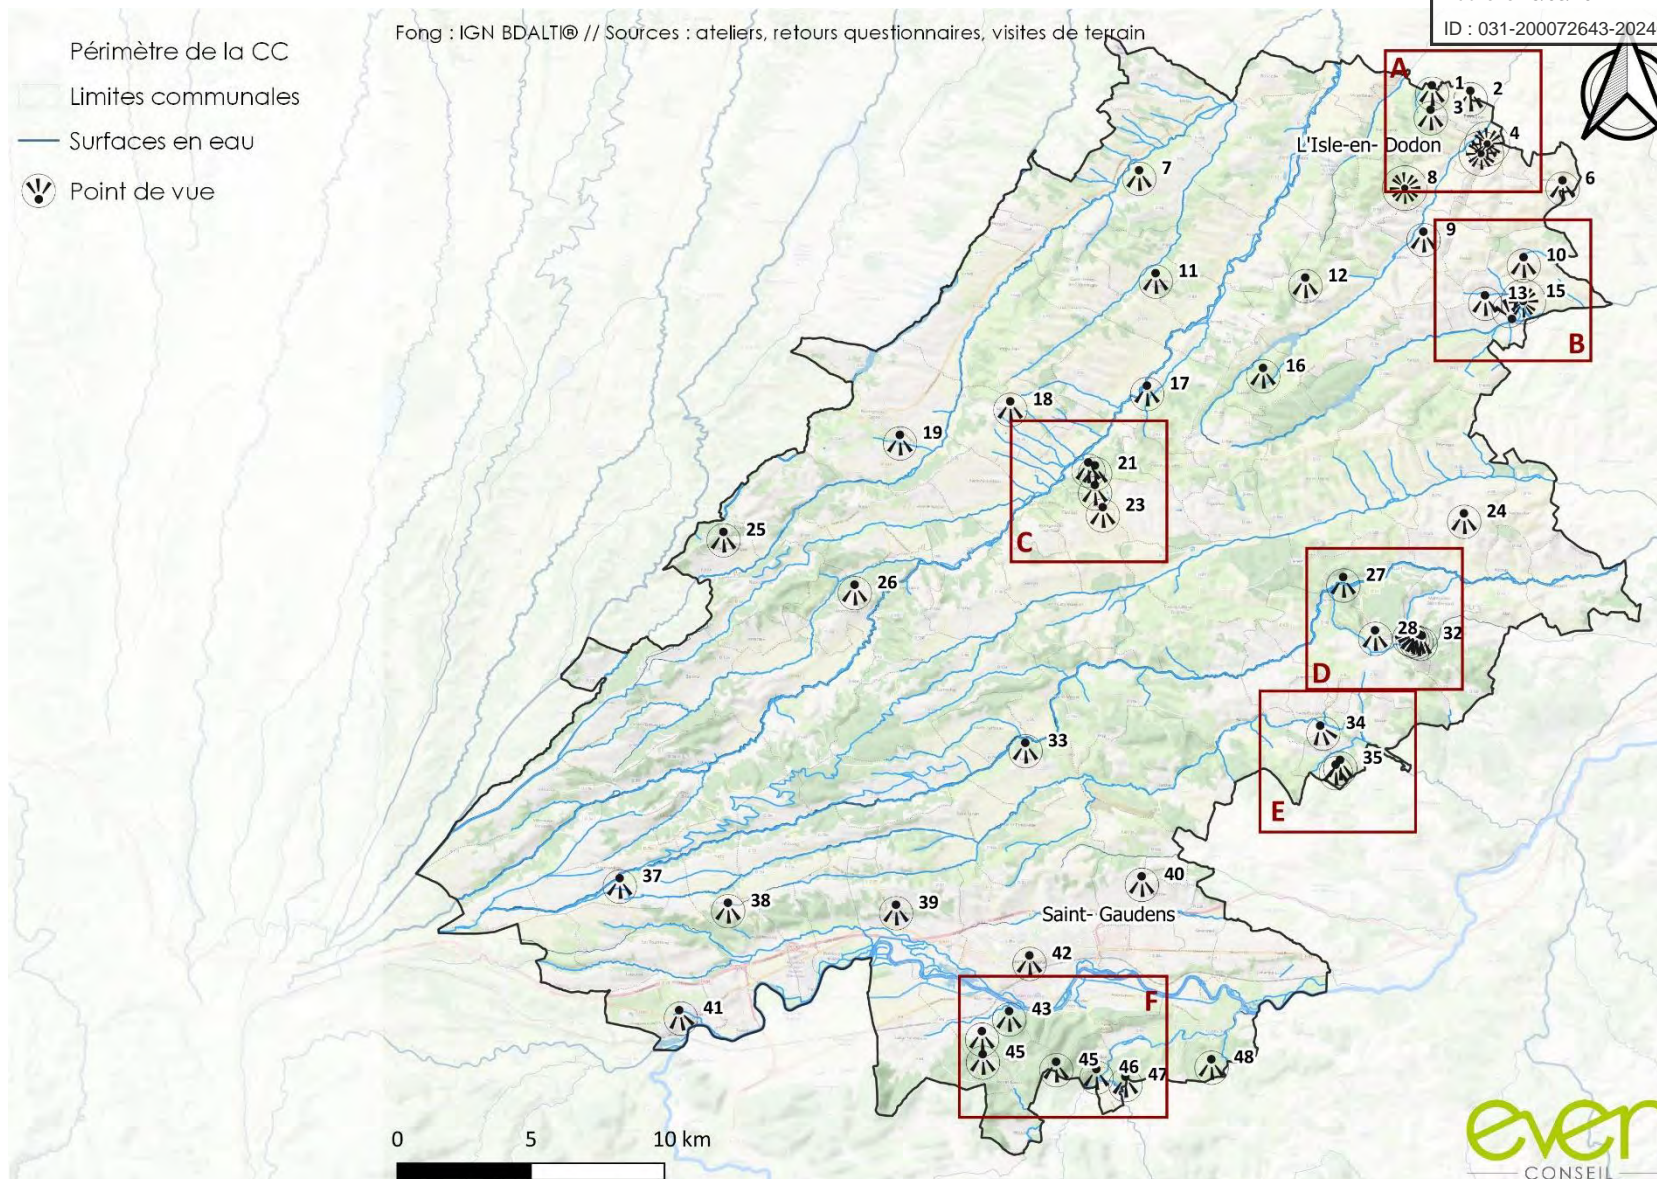 ID : 031-200072643-2024
Fong : IGN BDALTI® // Sources : ateliers, retours questionnaires, visites de terrain
Périmètre de la CC
Limites communales
Surfaces en eau
Point de vue
A
1
2
3
4
L'Isle-en- Dodon
6
7
8
9
10
11
12
13
15
B
16
17
18
19
21
23
C
24
25
26
27
28
32
D
33
34
35
E
37
38
39
40
Saint- Gaudens
41
42
F
43
45
45
46
47
48
0 5 10 km
even
CONSEIL